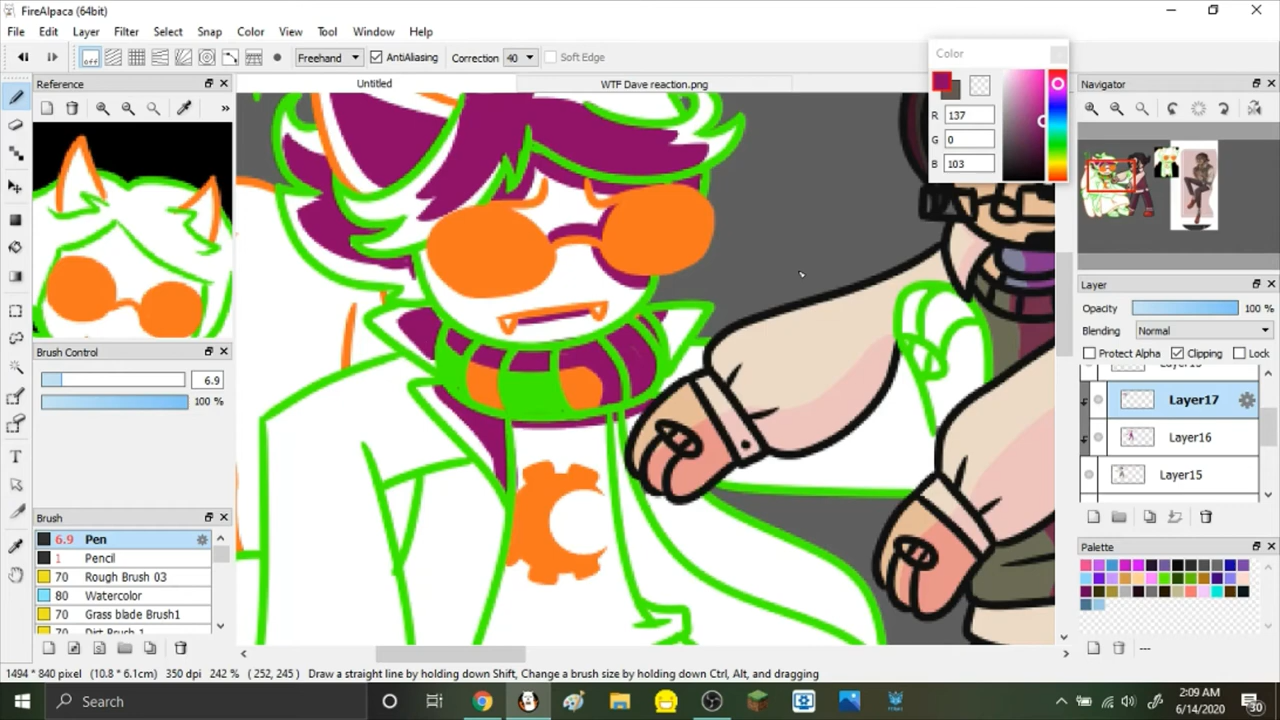 FireAlpaca (64bit)
File Edit Layer Filter Select Snap Color View Tool Window Help
off Freehand AntiAliasing Correction 40 Soft Edge
Reference
Untitled
WTF Dave reaction.png
Color
R 137
G 0
B 103
Navigator
Layer
Opacity 100 %
Blending Normal
Protect Alpha Clipping Lock
Layer17
Layer16
Layer15
Brush Control
6.9
100 %
Brush
6.9 Pen
1 Pencil
70 Rough Brush 03
80 Watercolor
70 Grass blade Brush1
70 Dirt Brush 1
Palette
---
1494 * 840 pixel (10.8 * 6.1cm) 350 dpi 242 % ( 252, 245 ) Draw a straight line by holding down Shift, Change a brush size by holding down Ctrl, Alt, and dragging
Search
2:09 AM
6/14/2020
30